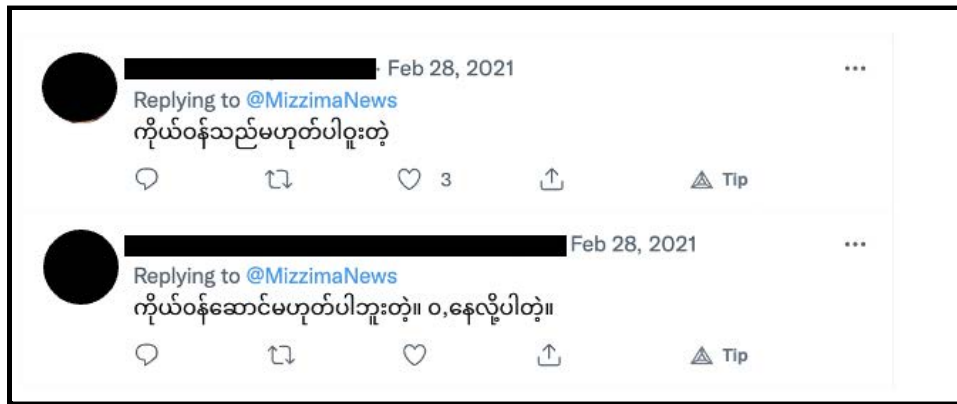 · Feb 28, 2021
Replying to @MizzimaNews
ကိုယ်ဝန်သည်မဟုတ်ပါဝူးတဲ့
3
Tip
Feb 28, 2021
Replying to @MizzimaNews
ကိုယ်ဝန်ဆောင်မဟုတ်ပါဘူးတဲ့။ ဝ,နေလို့ပါတဲ့။
Tip